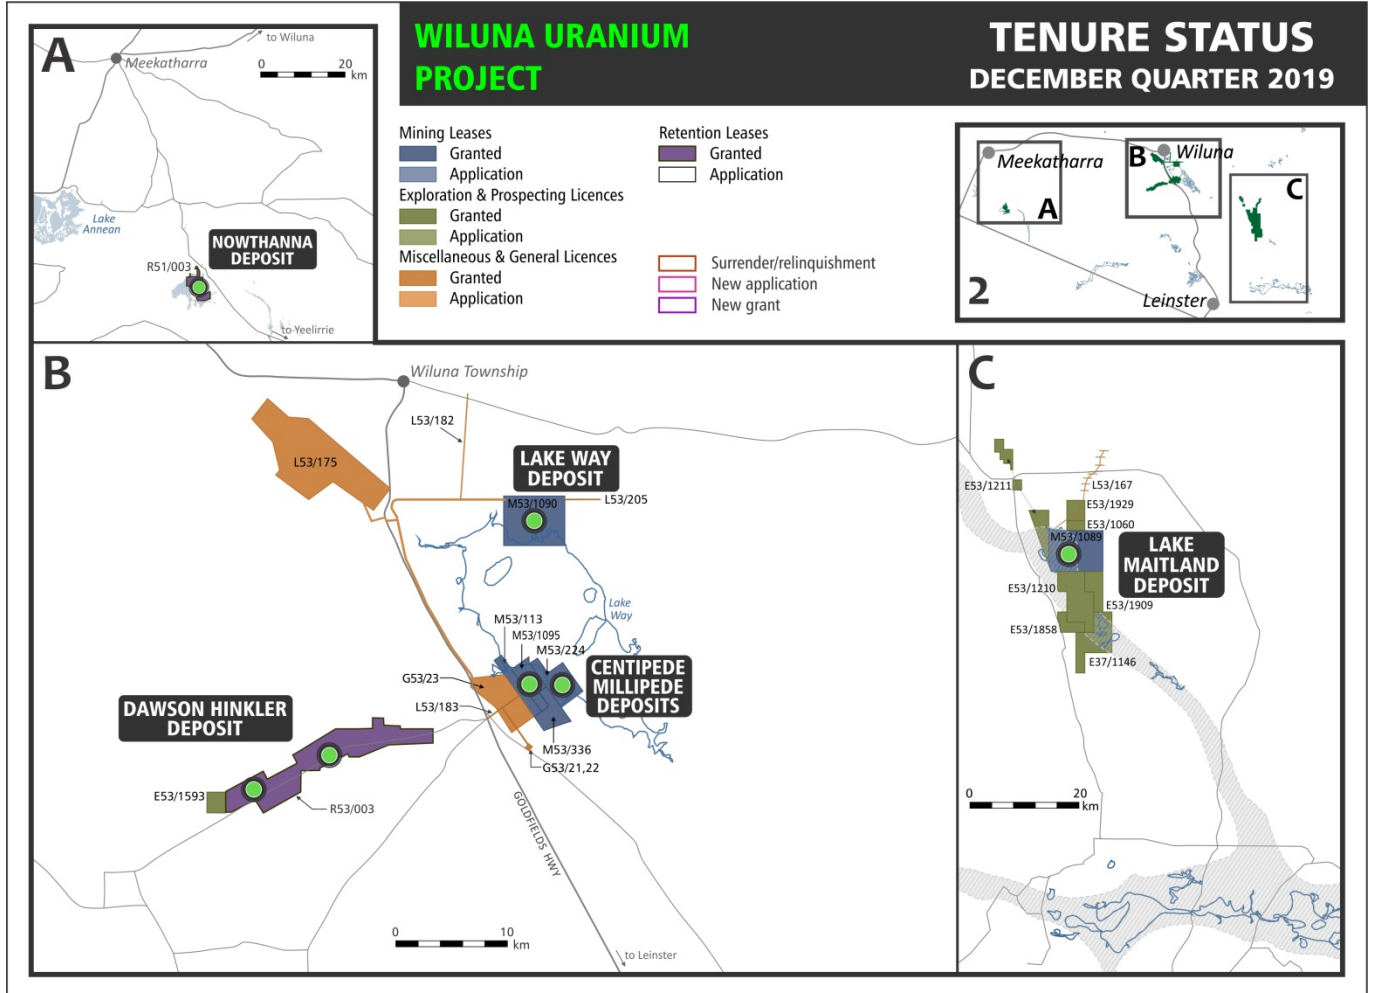 WILUNA URANIUM
PROJECT
TENURE STATUS
DECEMBER QUARTER 2019
A
to Wiluna
Meekatharra
0 20
km
Lake
Annean
NOWTHANNA
DEPOSIT
R51/003
to Yeelirrie
Mining Leases
Granted
Application
Exploration & Prospecting Licences
Granted
Application
Miscellaneous & General Licences
Granted
Application
Retention Leases
Granted
Application
Surrender/relinquishment
New application
New grant
Meekatharra
B
Wiluna
A
C
2
Leinster
B
Wiluna Township
L53/182
L53/175
LAKE WAY
DEPOSIT
M53/1090
L53/205
Lake
Way
M53/113
M53/1095
M53/224
CENTIPEDE
MILLIPEDE
DEPOSITS
G53/23
L53/183
M53/336
G53/21,22
DAWSON HINKLER
DEPOSIT
E53/1593
R53/003
GOLDFIELDS HWY
0 10
km
to Leinster
C
E53/1211
L53/167
E53/1929
E53/1060
M53/1089
LAKE
MAITLAND
DEPOSIT
E53/1210
E53/1909
E53/1858
E37/1146
0 20
km